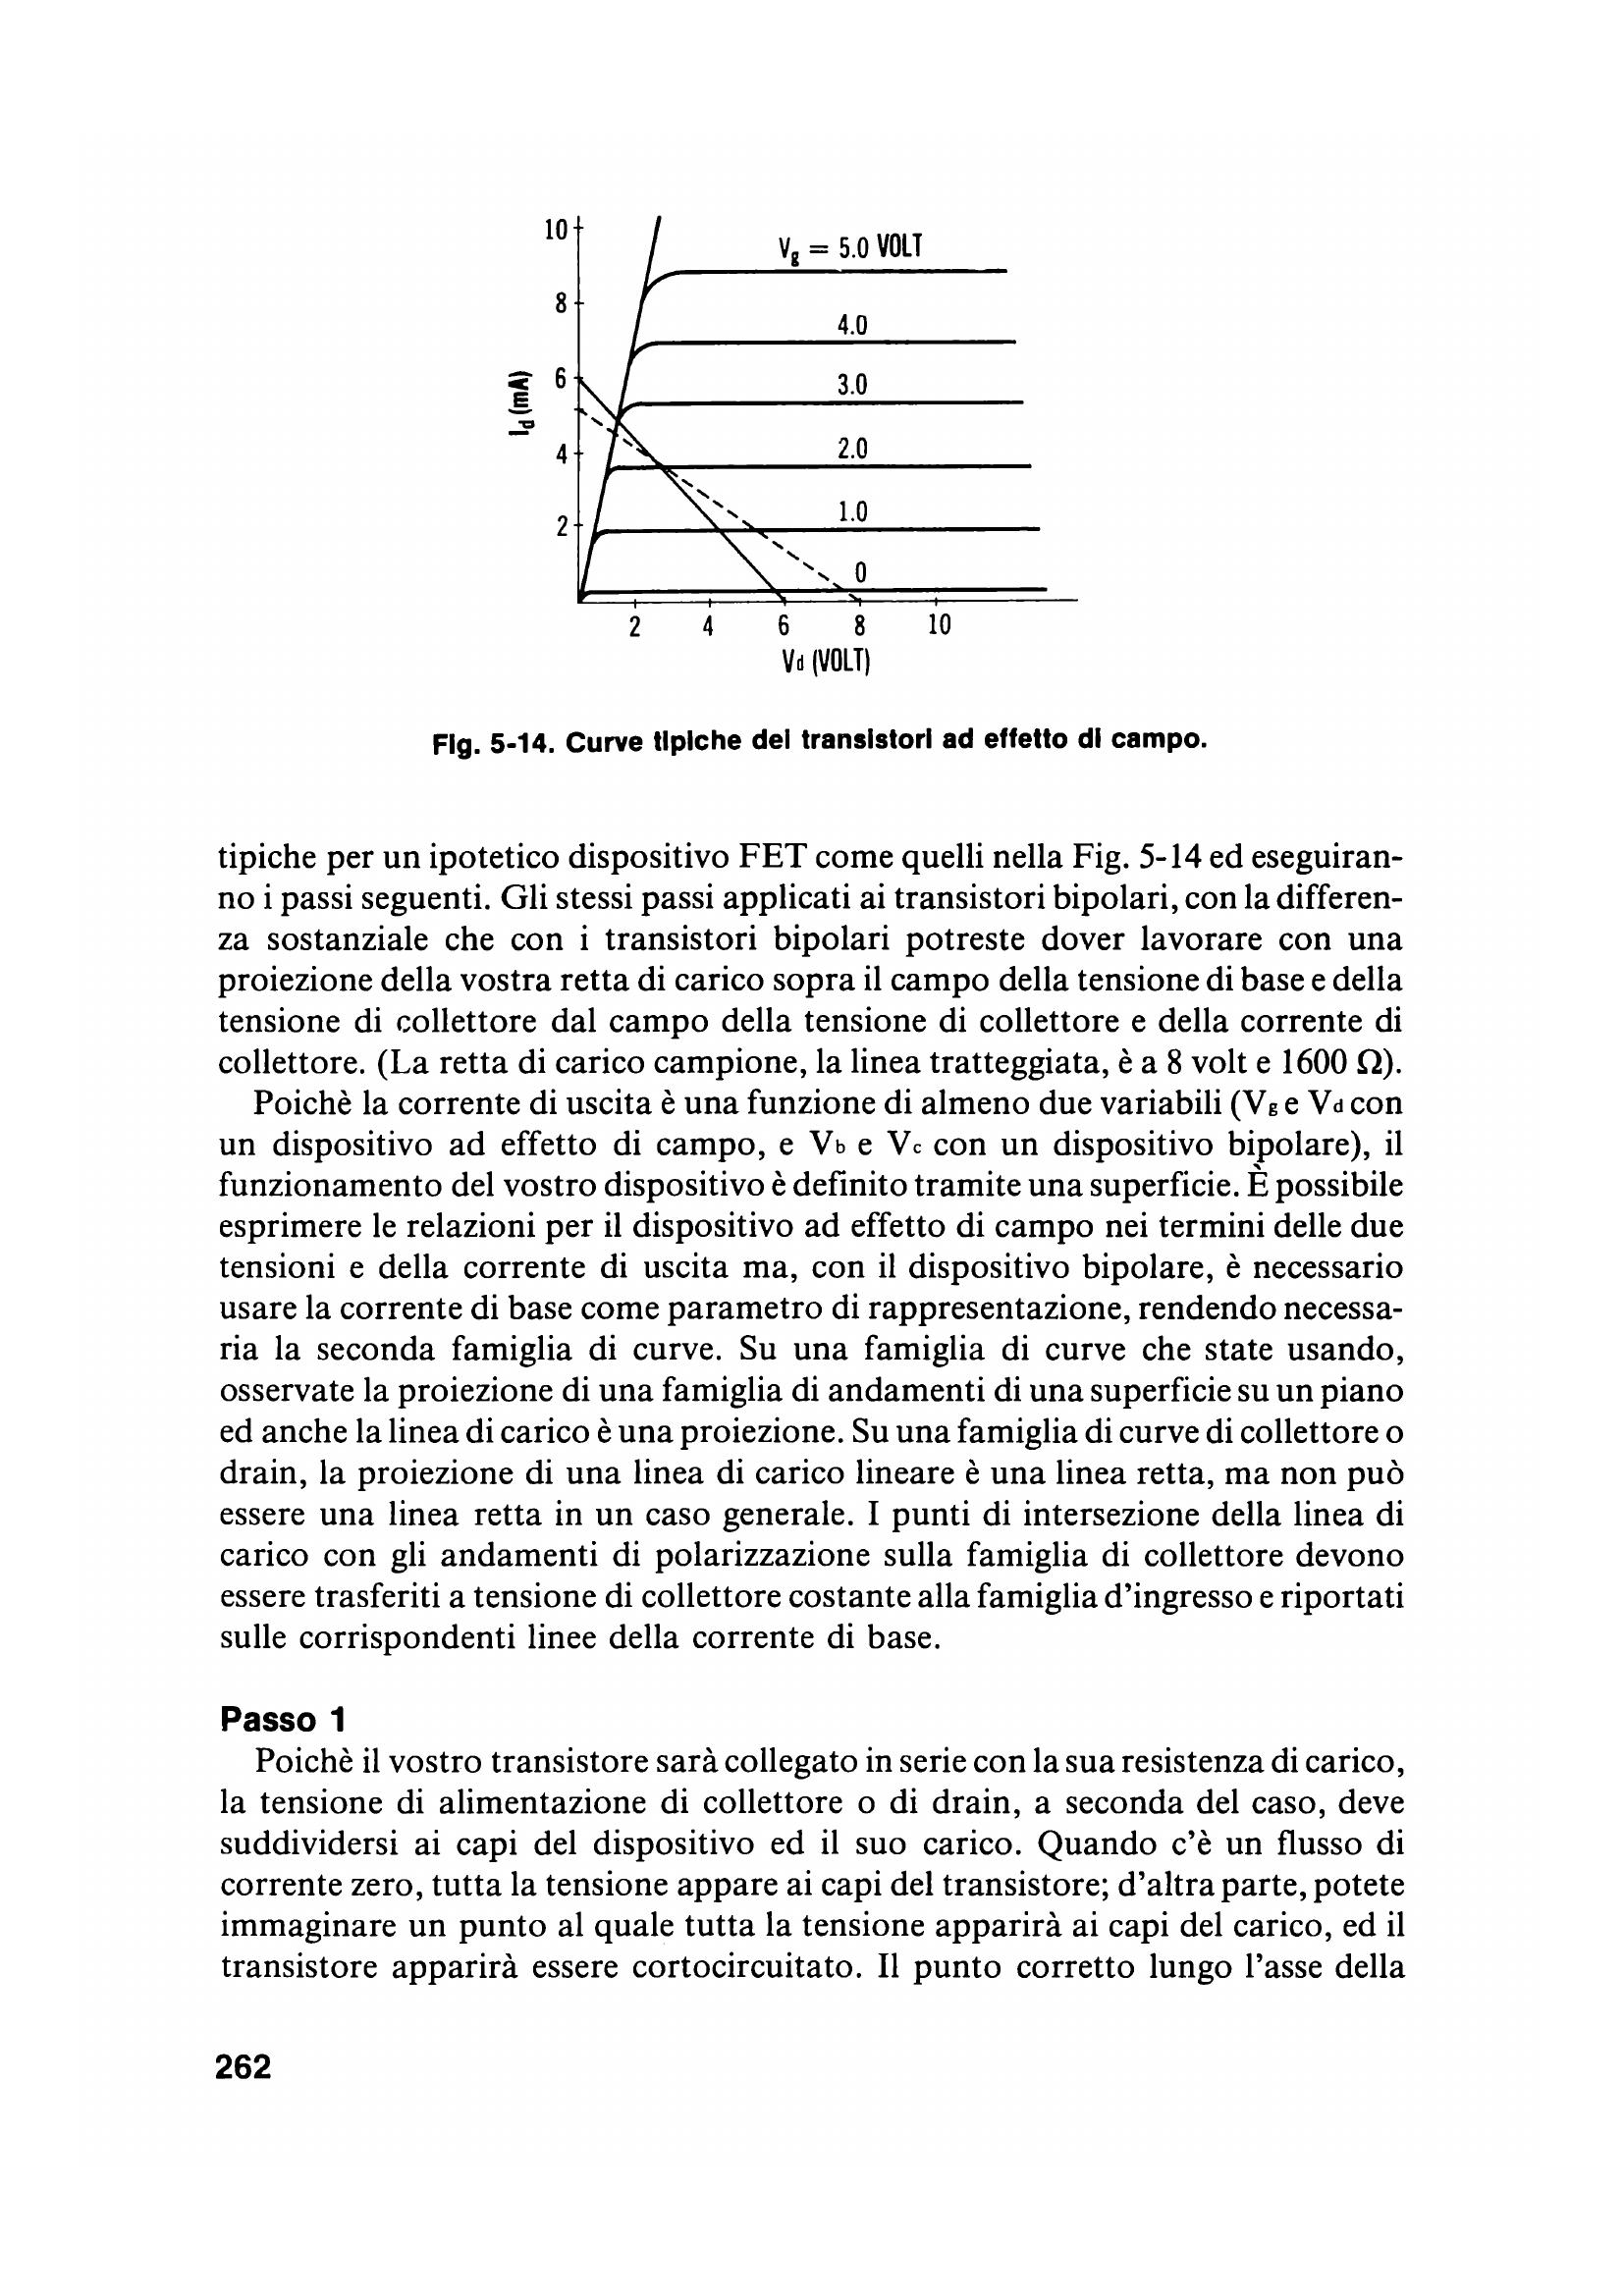 10
V_g = 5.0 VOLT
8
4.0
6
3.0
I_d (mA)
4
2.0
2
1.0
0
2 4 6 8 10
Vd (VOLT)
Fig. 5-14. Curve tipiche dei transistori ad effetto di campo.
tipiche per un ipotetico dispositivo FET come quelli nella Fig. 5-14 ed eseguiran-
no i passi seguenti. Gli stessi passi applicati ai transistori bipolari, con la differen-
za sostanziale che con i transistori bipolari potreste dover lavorare con una
proiezione della vostra retta di carico sopra il campo della tensione di base e della
tensione di collettore dal campo della tensione di collettore e della corrente di
collettore. (La retta di carico campione, la linea tratteggiata, è a 8 volt e 1600 Ω).
Poichè la corrente di uscita è una funzione di almeno due variabili (Vg e Vd con
un dispositivo ad effetto di campo, e Vb e Vc con un dispositivo bipolare), il
funzionamento del vostro dispositivo è definito tramite una superficie. È possibile
esprimere le relazioni per il dispositivo ad effetto di campo nei termini delle due
tensioni e della corrente di uscita ma, con il dispositivo bipolare, è necessario
usare la corrente di base come parametro di rappresentazione, rendendo necessa-
ria la seconda famiglia di curve. Su una famiglia di curve che state usando,
osservate la proiezione di una famiglia di andamenti di una superficie su un piano
ed anche la linea di carico è una proiezione. Su una famiglia di curve di collettore o
drain, la proiezione di una linea di carico lineare è una linea retta, ma non può
essere una linea retta in un caso generale. I punti di intersezione della linea di
carico con gli andamenti di polarizzazione sulla famiglia di collettore devono
essere trasferiti a tensione di collettore costante alla famiglia d'ingresso e riportati
sulle corrispondenti linee della corrente di base.
Passo 1
Poichè il vostro transistore sarà collegato in serie con la sua resistenza di carico,
la tensione di alimentazione di collettore o di drain, a seconda del caso, deve
suddividersi ai capi del dispositivo ed il suo carico. Quando c'è un flusso di
corrente zero, tutta la tensione appare ai capi del transistore; d'altra parte, potete
immaginare un punto al quale tutta la tensione apparirà ai capi del carico, ed il
transistore apparirà essere cortocircuitato. Il punto corretto lungo l'asse della
262